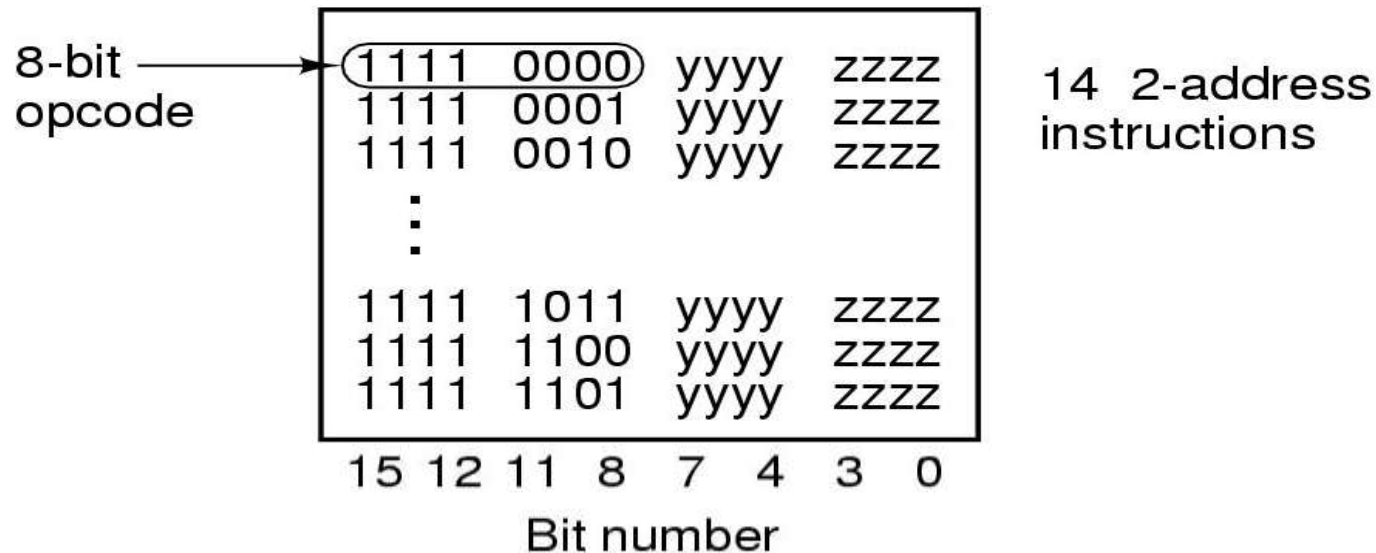 8-bit
opcode
1111 0000 yyyy zzzz
1111 0001 yyyy zzzz
1111 0010 yyyy zzzz
1111 1011 yyyy zzzz
1111 1100 yyyy zzzz
1111 1101 yyyy zzzz
14 2-address
instructions
15 12 11 8 7 4 3 0
Bit number